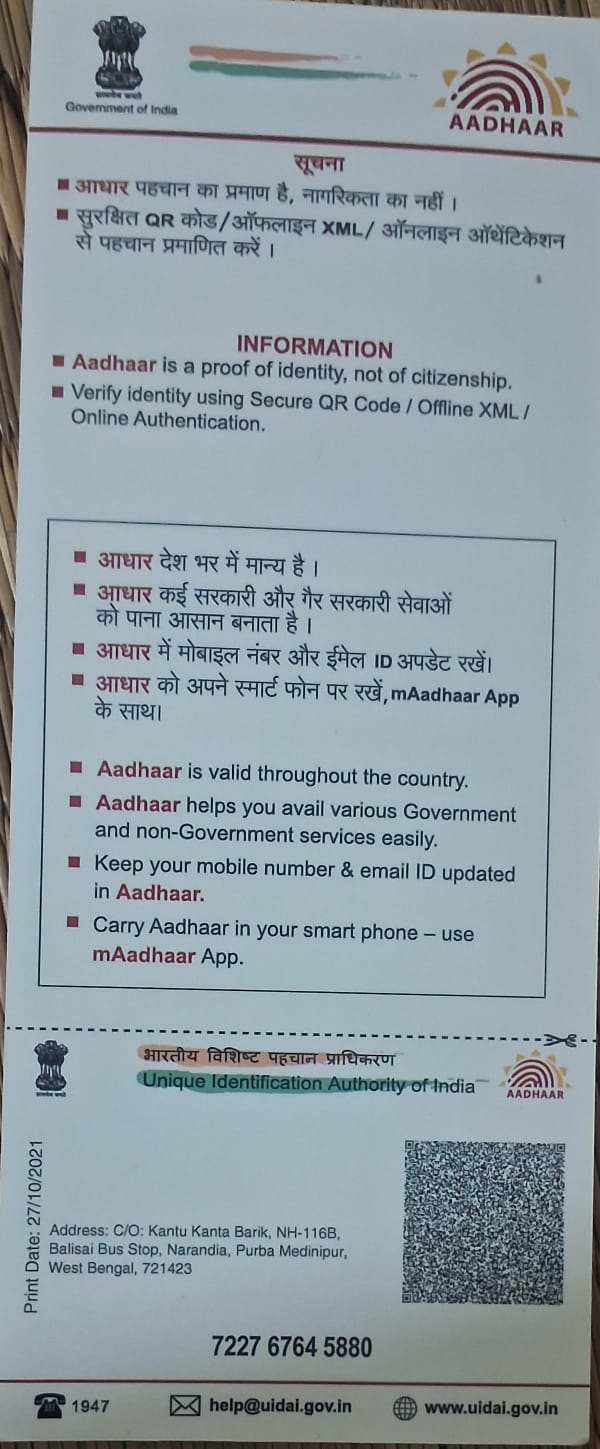 सत्यमेव जयते
Government of India
AADHAAR
सूचना
आधार पहचान का प्रमाण है, नागरिकता का नहीं ।
सुरक्षित QR कोड/ऑफलाइन XML/ ऑनलाइन ऑथेंटिकेशन
से पहचान प्रमाणित करें ।
INFORMATION
Aadhaar is a proof of identity, not of citizenship.
Verify identity using Secure QR Code / Offline XML /
Online Authentication.
आधार देश भर में मान्य है ।
आधार कई सरकारी और गैर सरकारी सेवाओं
को पाना आसान बनाता है ।
आधार में मोबाइल नंबर और ईमेल ID अपडेट रखें।
आधार को अपने स्मार्ट फोन पर रखें, mAadhaar App
के साथ।
Aadhaar is valid throughout the country.
Aadhaar helps you avail various Government
and non-Government services easily.
Keep your mobile number & email ID updated
in Aadhaar.
Carry Aadhaar in your smart phone – use
mAadhaar App.
भारतीय विशिष्ट पहचान प्राधिकरण
Unique Identification Authority of India
AADHAAR
Print Date: 27/10/2021
Address: C/O: Kantu Kanta Barik, NH-116B,
Balisai Bus Stop, Narandia, Purba Medinipur,
West Bengal, 721423
7227 6764 5880
1947
help@uidai.gov.in
www.uidai.gov.in